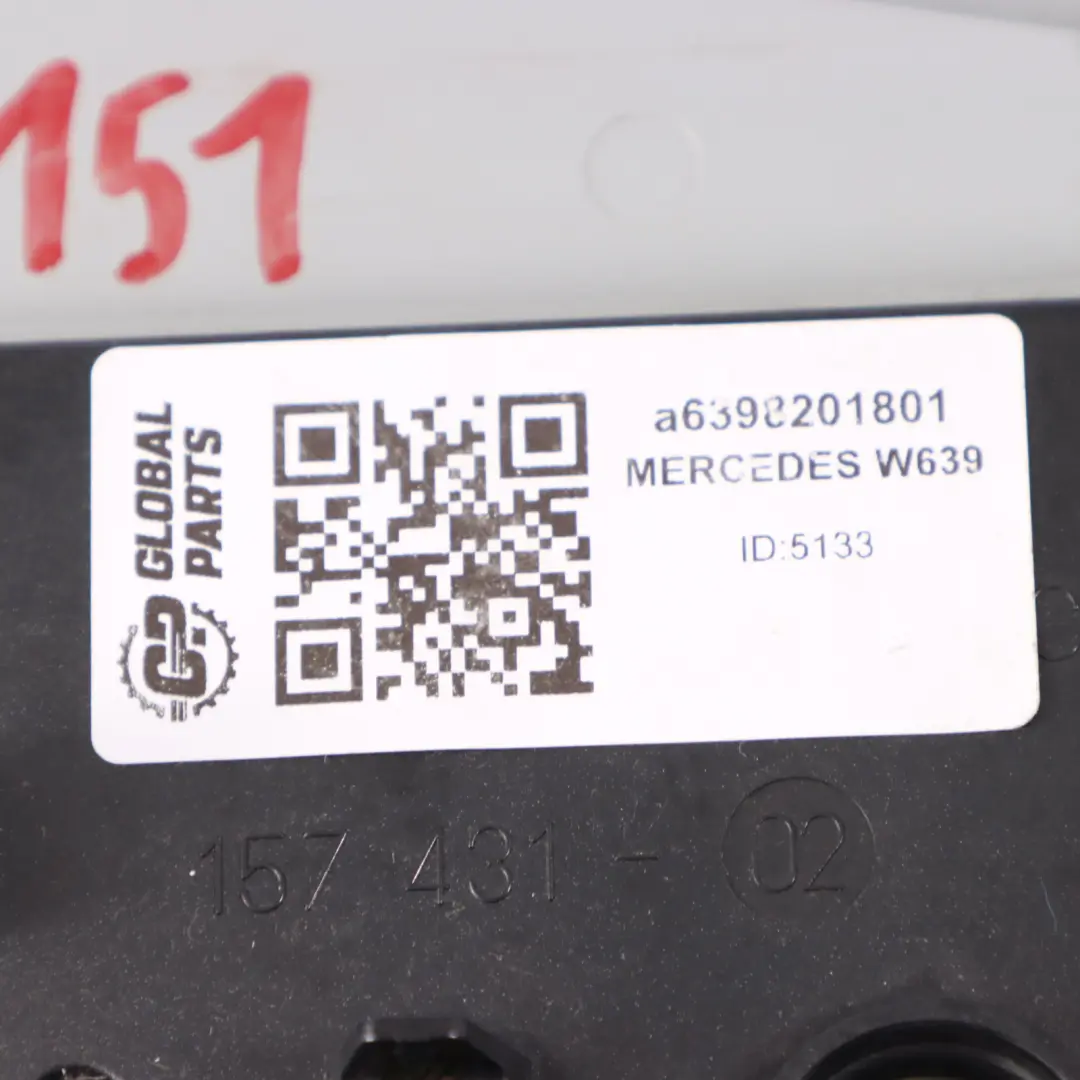 151
GLOBAL
PARTS
a6398201801
MERCEDES W639
ID:5133
157 431 - 02